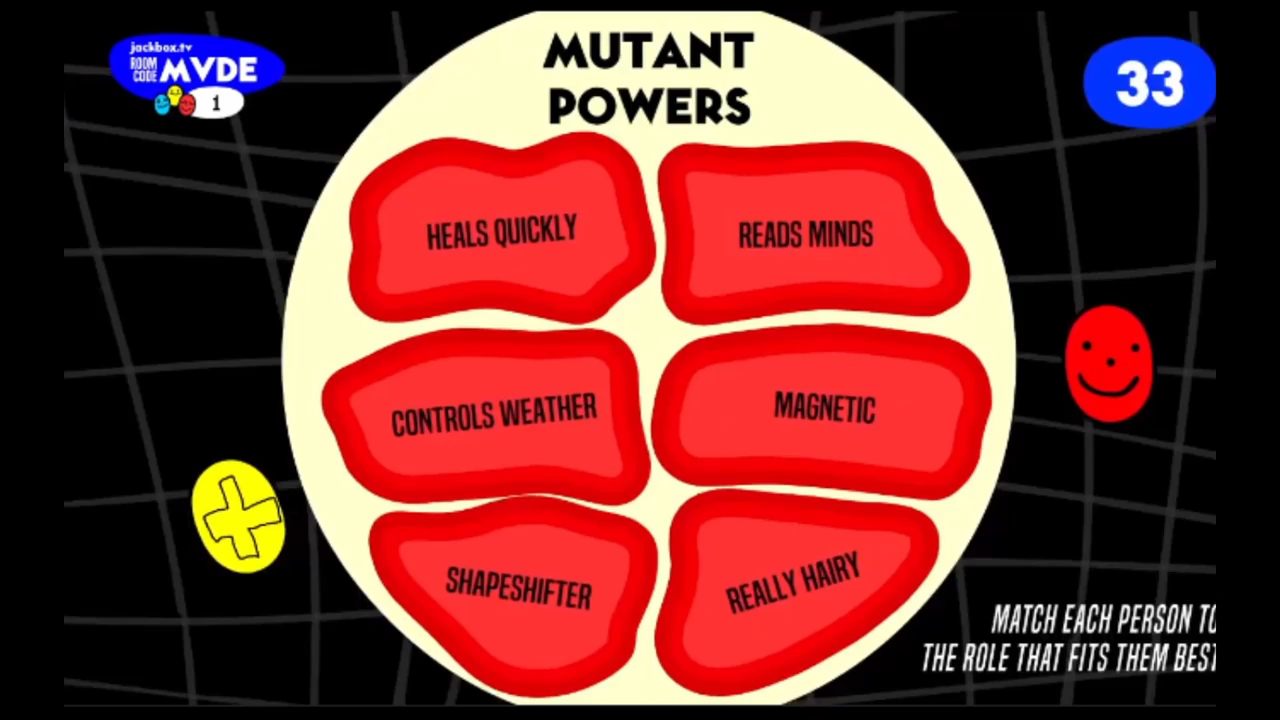 jackbox.tv
ROOM
CODE
MVDE
1
MUTANT
POWERS
33
HEALS QUICKLY
READS MINDS
CONTROLS WEATHER
MAGNETIC
SHAPESHIFTER
REALLY HAIRY
MATCH EACH PERSON TO
THE ROLE THAT FITS THEM BEST